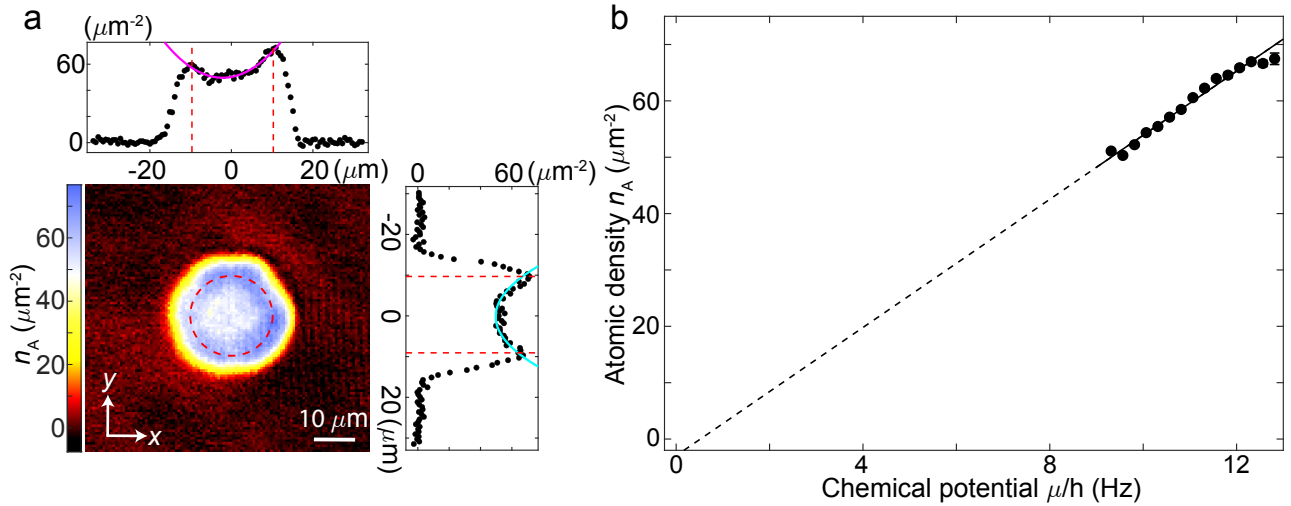 a
(μm⁻²)
60
0
-20
0
20 (μm)
0
60 (μm⁻²)
-20
0
20
(μm)
n_A (μm⁻²)
60
40
20
0
y
x
10 μm
b
Atomic density n_A (μm⁻²)
60
40
20
0
0
4
8
12
Chemical potential μ/h (Hz)